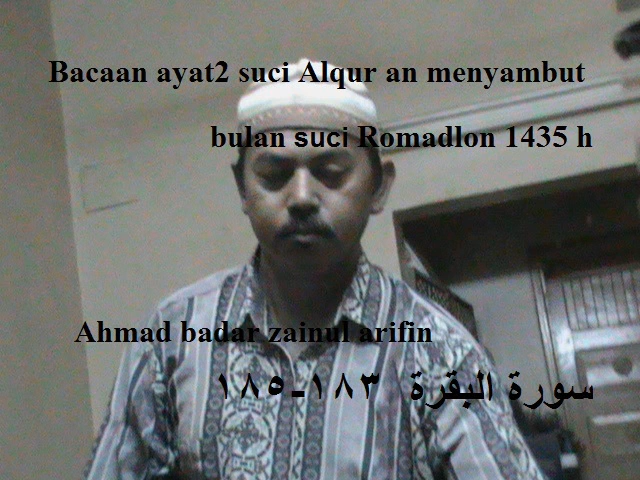 Bacaan ayat2 suci Alqur an menyambut
bulan suci Romadlon 1435 h
Ahmad badar zainul arifin
سورة البقرة ١٨٣-١٨٥